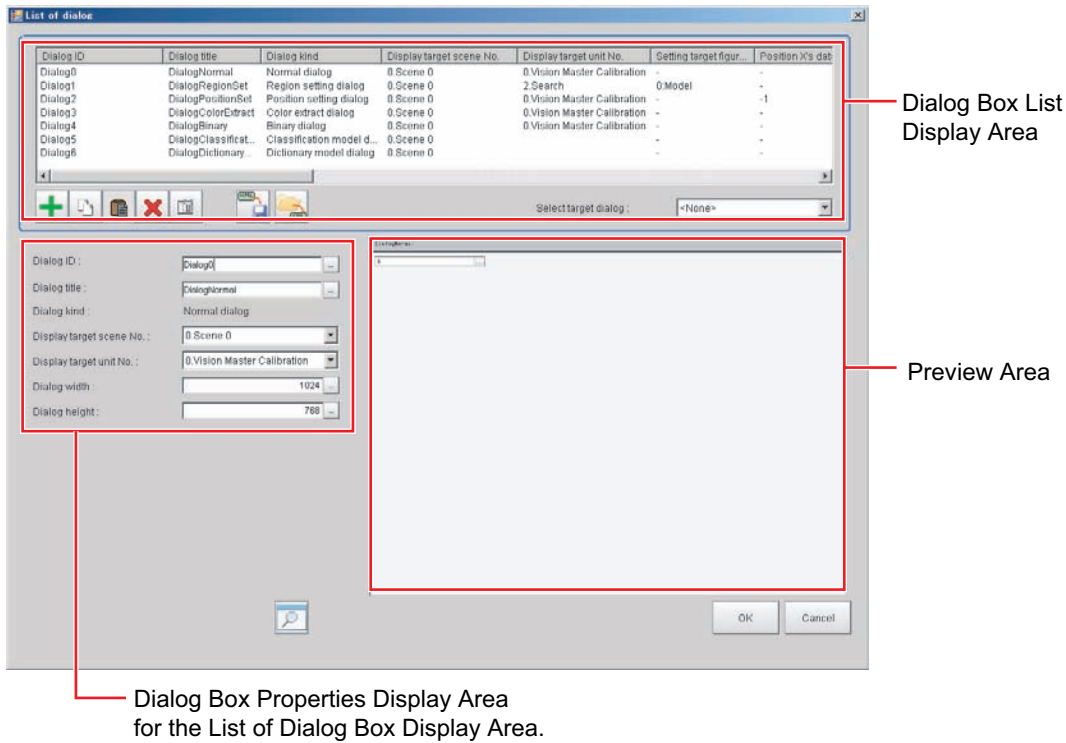 List of dialog
Dialog ID Dialog title Dialog kind Display target scene No. Display target unit No. Setting target figur... Position X's dat
Dialog0 DialogNormal Normal dialog 0.Scene 0 0.Vision Master Calibration - -
Dialog1 DialogRegionSet Region setting dialog 0.Scene 0 2.Search 0:Model -
Dialog2 DialogPositionSet Position setting dialog 0.Scene 0 0.Vision Master Calibration - -1
Dialog3 DialogColorExtract Color extract dialog 0.Scene 0 0.Vision Master Calibration - -
Dialog4 DialogBinary Binary dialog 0.Scene 0 0.Vision Master Calibration - -
Dialog5 DialogClassificat... Classification model d... 0.Scene 0 - -
Dialog6 DialogDictionary... Dictionary model dialog 0.Scene 0 - -
Select target dialog : <None>
Dialog Box List
Display Area
Dialog ID : Dialog0 ...
Dialog title : DialogNormal ...
Dialog kind : Normal dialog
Display target scene No. : 0.Scene 0
Display target unit No. : 0.Vision Master Calibration
Dialog width : 1024 ...
Dialog height : 768 ...
Preview Area
OK Cancel
Dialog Box Properties Display Area
for the List of Dialog Box Display Area.